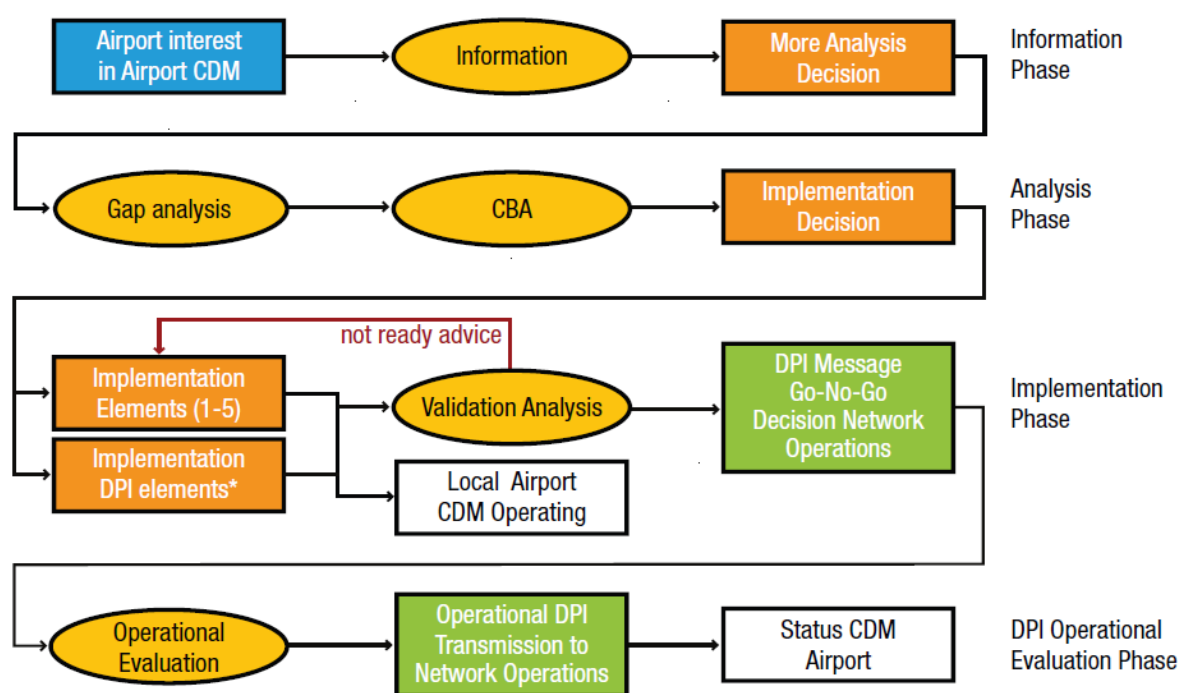 Airport interest
in Airport CDM
Information
More Analysis
Decision
Information
Phase
Gap analysis
CBA
Implementation
Decision
Analysis
Phase
not ready advice
Implementation
Elements (1-5)
Validation Analysis
DPI Message
Go-No-Go
Decision Network
Operations
Implementation
Phase
Implementation
DPI elements*
Local Airport
CDM Operating
Operational
Evaluation
Operational DPI
Transmission to
Network Operations
Status CDM
Airport
DPI Operational
Evaluation Phase